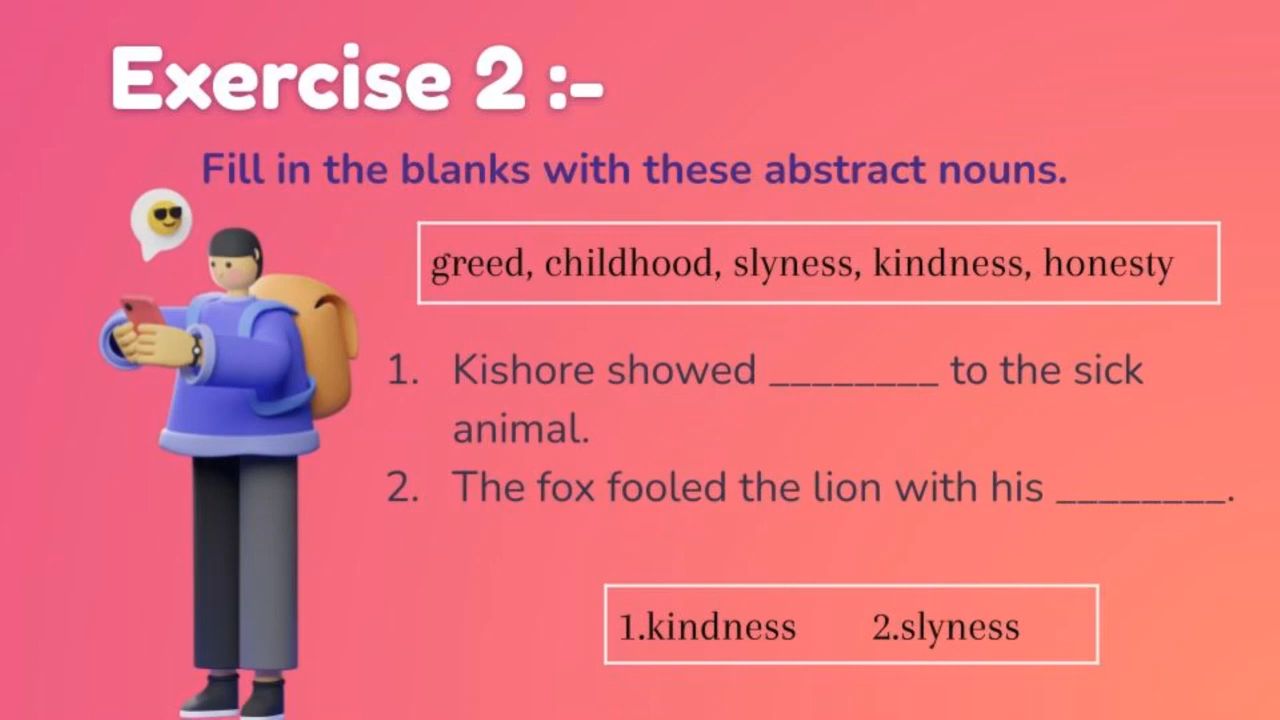 Exercise 2 :-
Fill in the blanks with these abstract nouns.
greed, childhood, slyness, kindness, honesty
1. Kishore showed ________ to the sick
animal.
2. The fox fooled the lion with his ________.
1.kindness 2.slyness